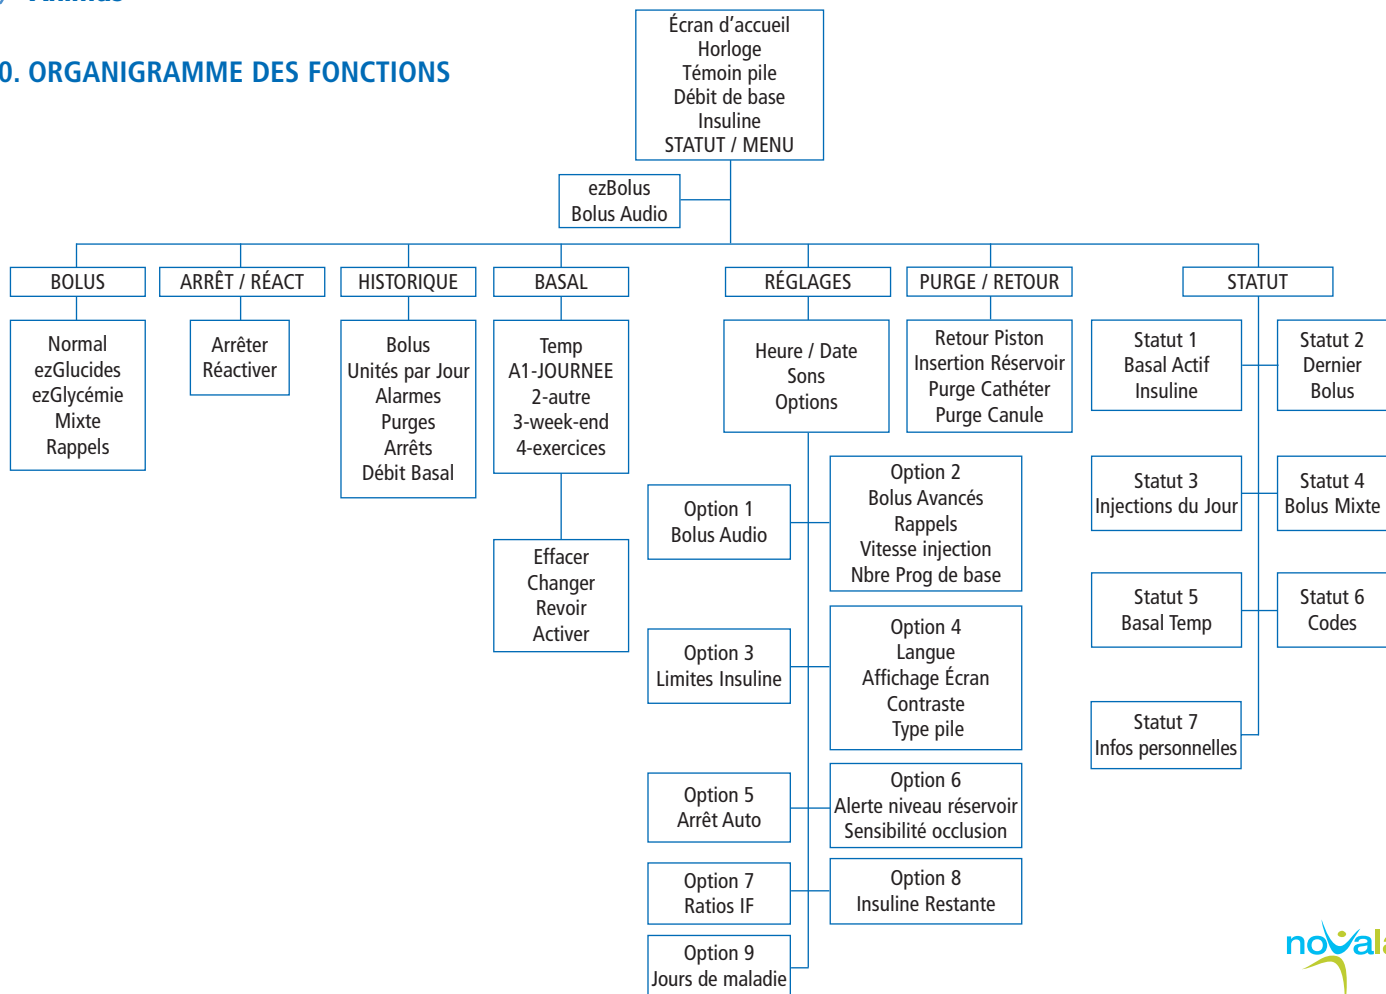 0. ORGANIGRAMME DES FONCTIONS
Écran d'accueil
Horloge
Témoin pile
Débit de base
Insuline
STATUT / MENU
ezBolus
Bolus Audio
BOLUS
Normal
ezGlucides
ezGlycémie
Mixte
Rappels
ARRÊT / RÉACT
Arrêter
Réactiver
HISTORIQUE
Bolus
Unités par Jour
Alarmes
Purges
Arrêts
Débit Basal
BASAL
Temp
A1-JOURNEE
2-autre
3-week-end
4-exercices
Effacer
Changer
Revoir
Activer
RÉGLAGES
Heure / Date
Sons
Options
Option 1
Bolus Audio
Option 2
Bolus Avancés
Rappels
Vitesse injection
Nbre Prog de base
Option 3
Limites Insuline
Option 4
Langue
Affichage Écran
Contraste
Type pile
Option 5
Arrêt Auto
Option 6
Alerte niveau réservoir
Sensibilité occlusion
Option 7
Ratios IF
Option 8
Insuline Restante
Option 9
Jours de maladie
PURGE / RETOUR
Retour Piston
Insertion Réservoir
Purge Cathéter
Purge Canule
STATUT
Statut 1
Basal Actif
Insuline
Statut 2
Dernier
Bolus
Statut 3
Injections du Jour
Statut 4
Bolus Mixte
Statut 5
Basal Temp
Statut 6
Codes
Statut 7
Infos personnelles